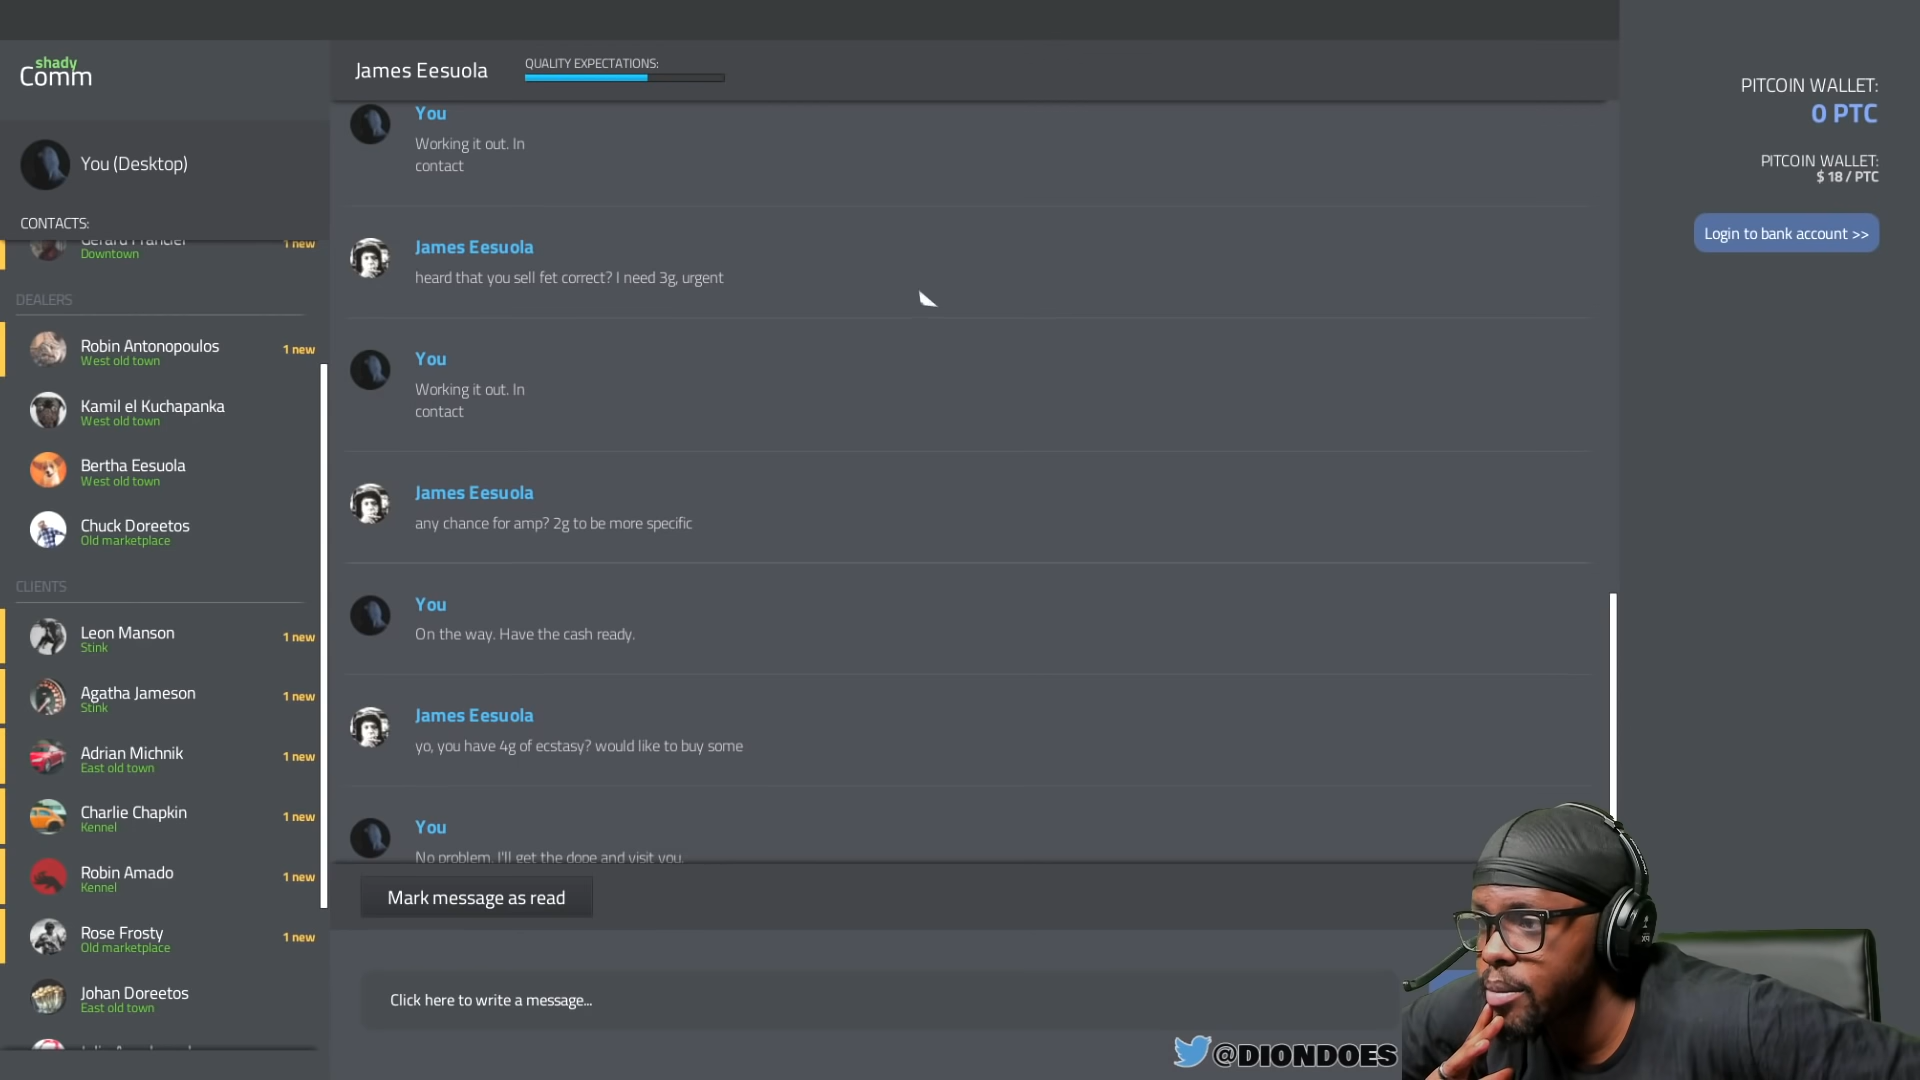 shady
Comm
You (Desktop)
CONTACTS:
1 new
Downtown
DEALERS
Robin Antonopoulos
West old town
1 new
Kamil el Kuchapanka
West old town
Bertha Eesuola
West old town
Chuck Doreetos
Old marketplace
CLIENTS
Leon Manson
Stink
1 new
Agatha Jameson
Stink
1 new
Adrian Michnik
East old town
1 new
Charlie Chapkin
Kennel
1 new
Robin Amado
Kennel
1 new
Rose Frosty
Old marketplace
1 new
Johan Doreetos
East old town
James Eesuola
QUALITY EXPECTATIONS:
You
Working it out. In
contact
James Eesuola
heard that you sell fet correct? I need 3g, urgent
You
Working it out. In
contact
James Eesuola
any chance for amp? 2g to be more specific
You
On the way. Have the cash ready.
James Eesuola
yo, you have 4g of ecstasy? would like to buy some
You
No problem. I'll get the dope and visit you.
Mark message as read
Click here to write a message...
PITCOIN WALLET:
0 PTC
PITCOIN WALLET:
$ 18 / PTC
Login to bank account >>
@DIONDOES